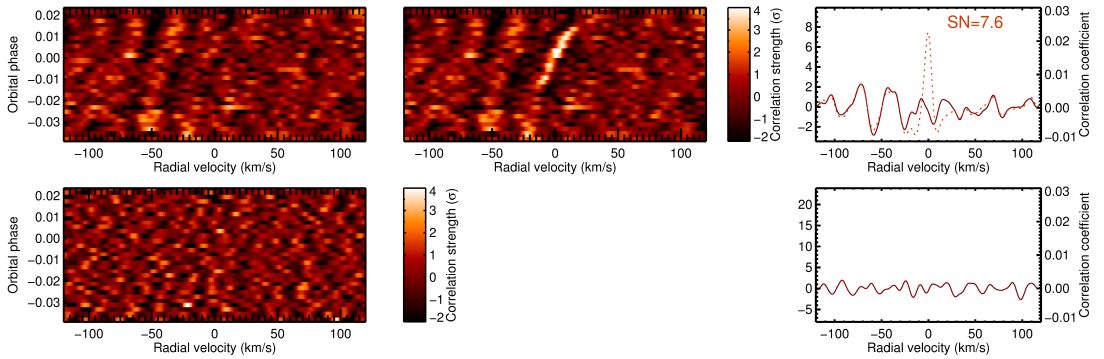 0.02
0.01
0.00
−0.01
−0.02
−0.03
Orbital phase
−100 −50 0 50 100
Radial velocity (km/s)
−100 −50 0 50 100
Radial velocity (km/s)
4
3
2
1
0
−1
−2
Correlation strength (σ)
SN=7.6
8
6
4
2
0
−2
0.03
0.02
0.01
0.00
−0.01
Correlation coefficient
−100 −50 0 50 100
Radial velocity (km/s)
0.02
0.01
0.00
−0.01
−0.02
−0.03
Orbital phase
−100 −50 0 50 100
Radial velocity (km/s)
4
3
2
1
0
−1
−2
Correlation strength (σ)
20
15
10
5
0
−5
0.03
0.02
0.01
0.00
−0.01
Correlation coefficient
−100 −50 0 50 100
Radial velocity (km/s)